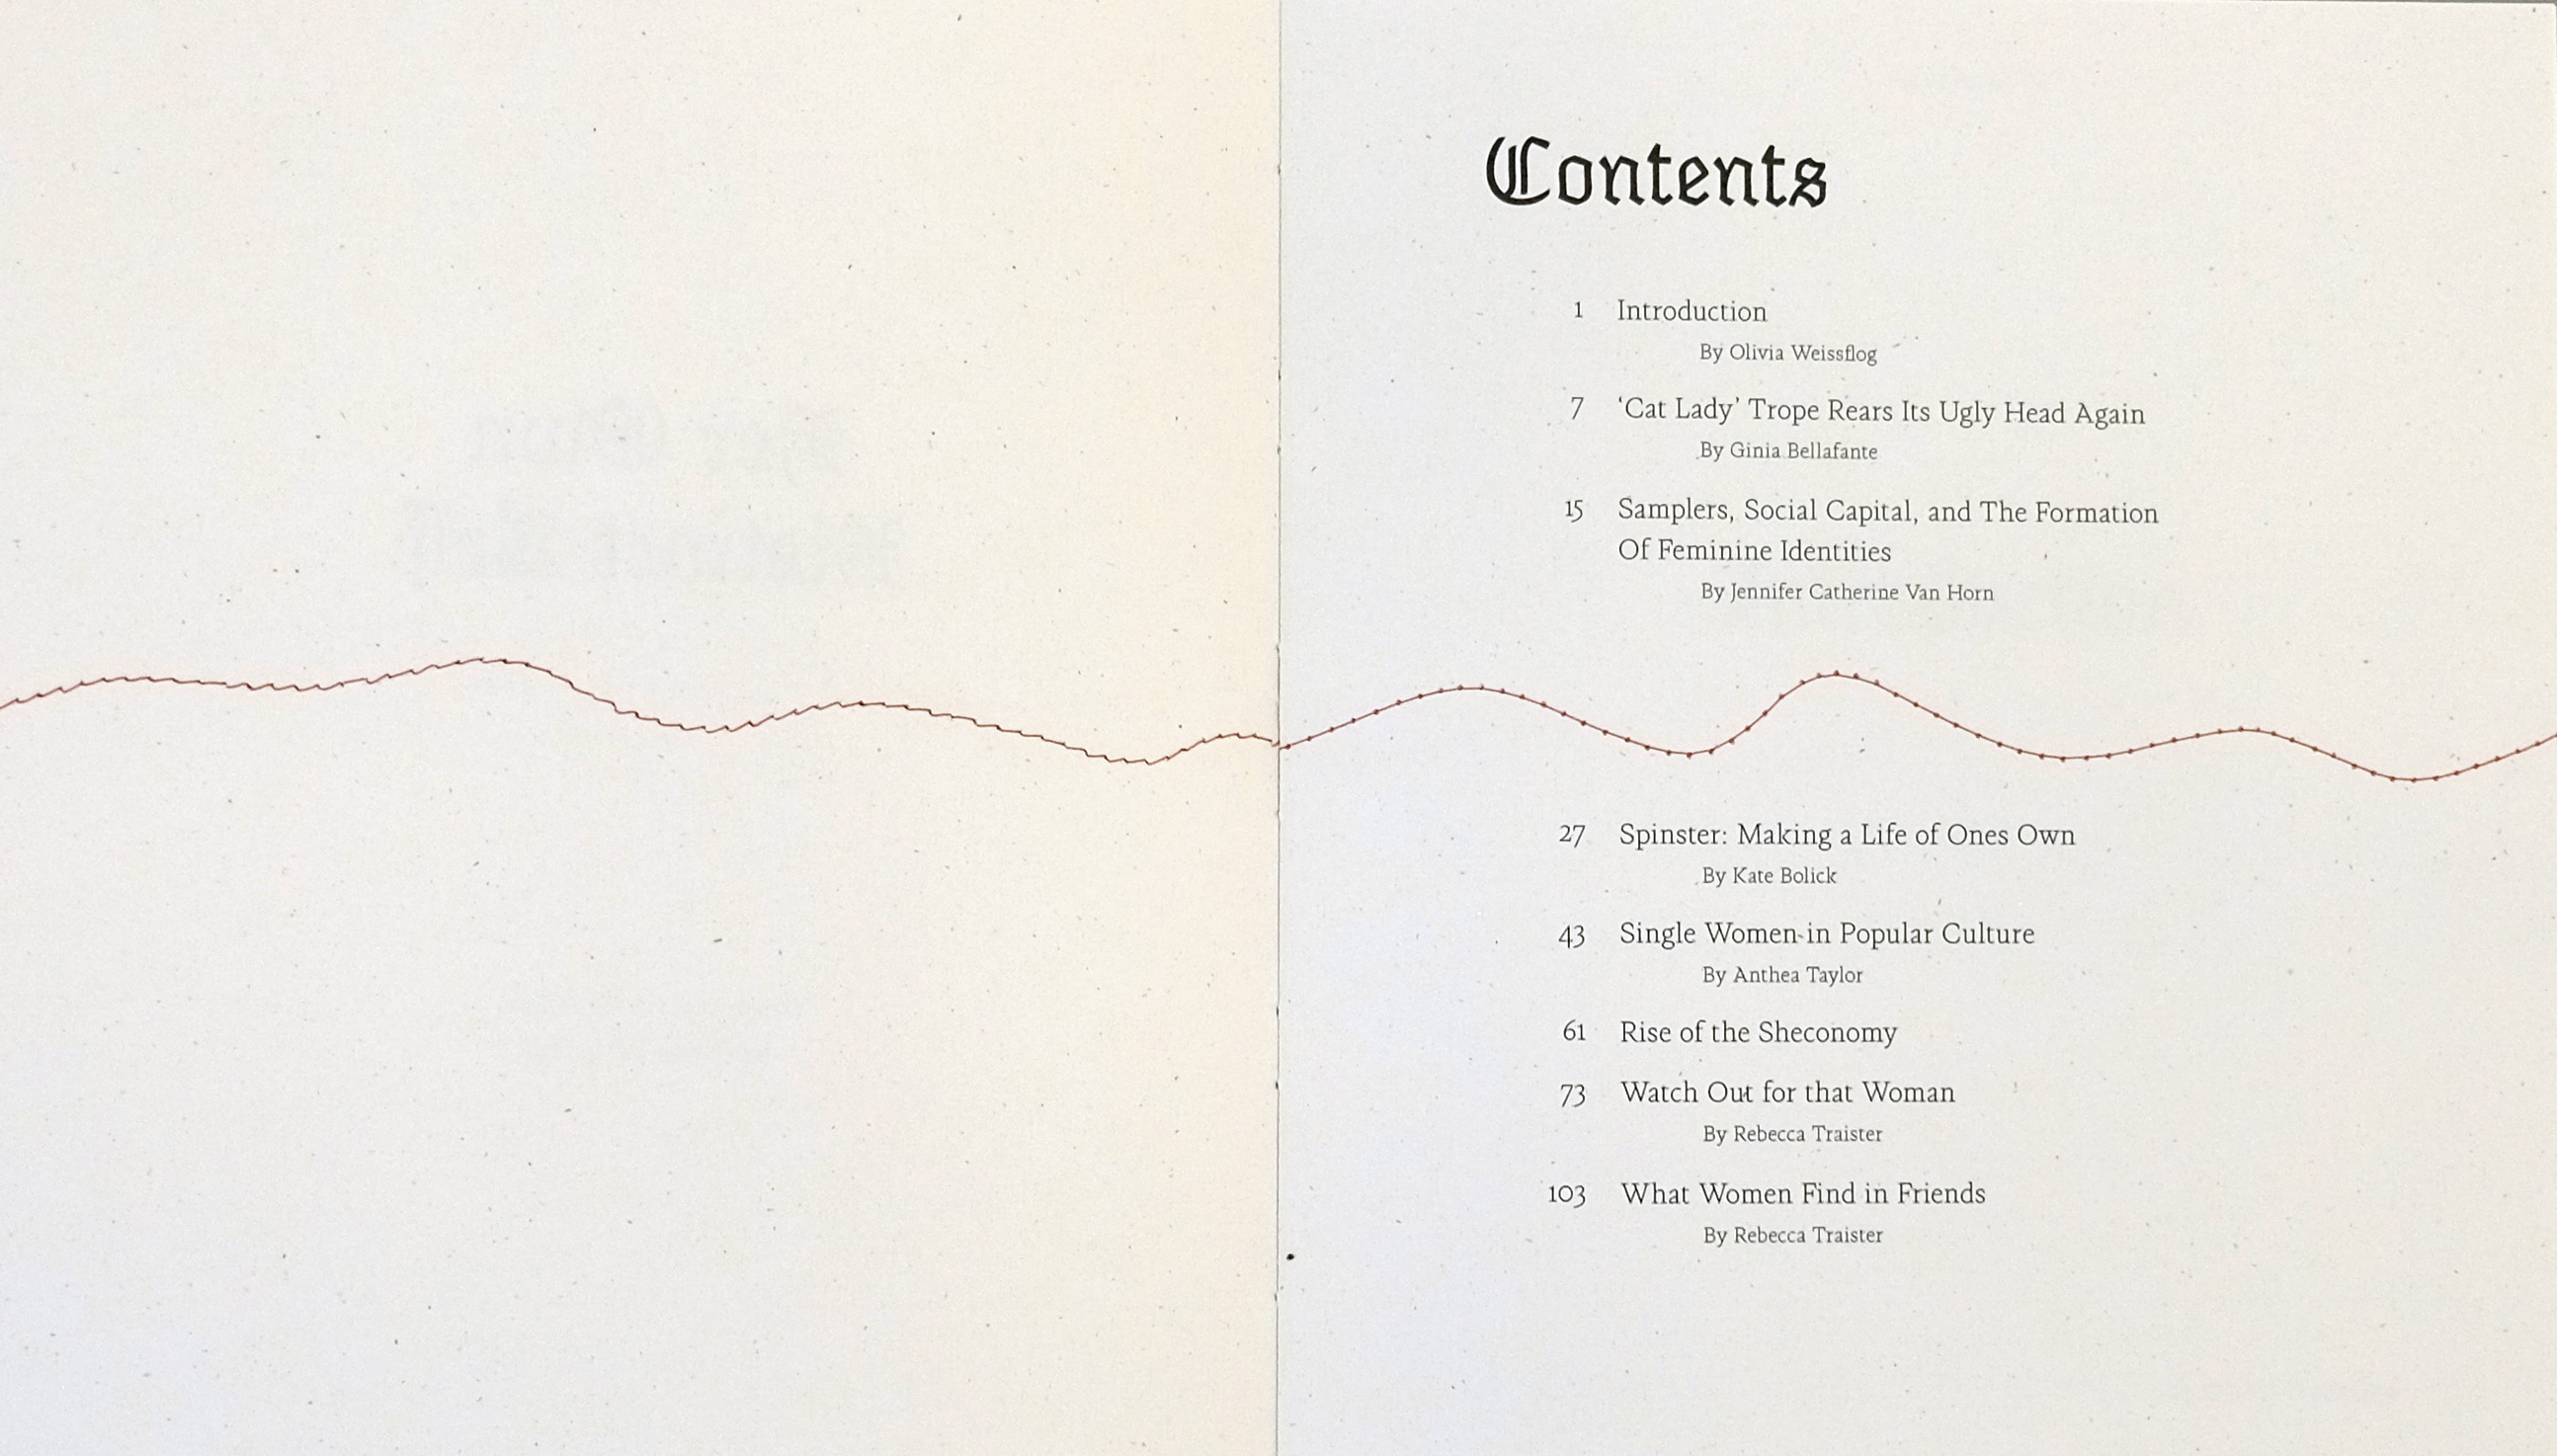 Contents
1 Introduction
By Olivia Weissflog
7 ‘Cat Lady’ Trope Rears Its Ugly Head Again
By Ginia Bellafante
15 Samplers, Social Capital, and The Formation
Of Feminine Identities
By Jennifer Catherine Van Horn
27 Spinster: Making a Life of Ones Own
By Kate Bolick
43 Single Women in Popular Culture
By Anthea Taylor
61 Rise of the Sheconomy
73 Watch Out for that Woman
By Rebecca Traister
103 What Women Find in Friends
By Rebecca Traister